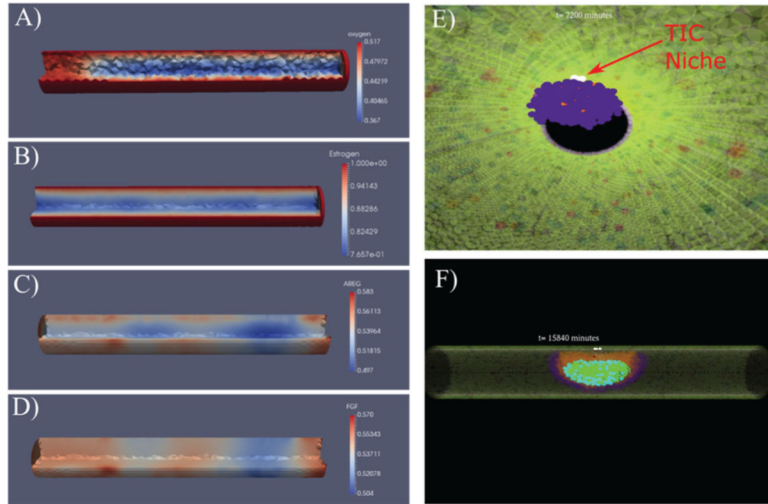 A)
oxygen
0.517
0.47972
0.44219
0.40465
0.367
B)
Estrogen
1.000e+00
0.94143
0.88286
0.82429
7.657e-01
C)
AREG
0.583
0.56113
0.53964
0.51815
0.497
D)
FGF
0.570
0.55343
0.53711
0.52078
0.504
E)
t= 2200 minutes
TIC
Niche
F)
t= 15840 minutes